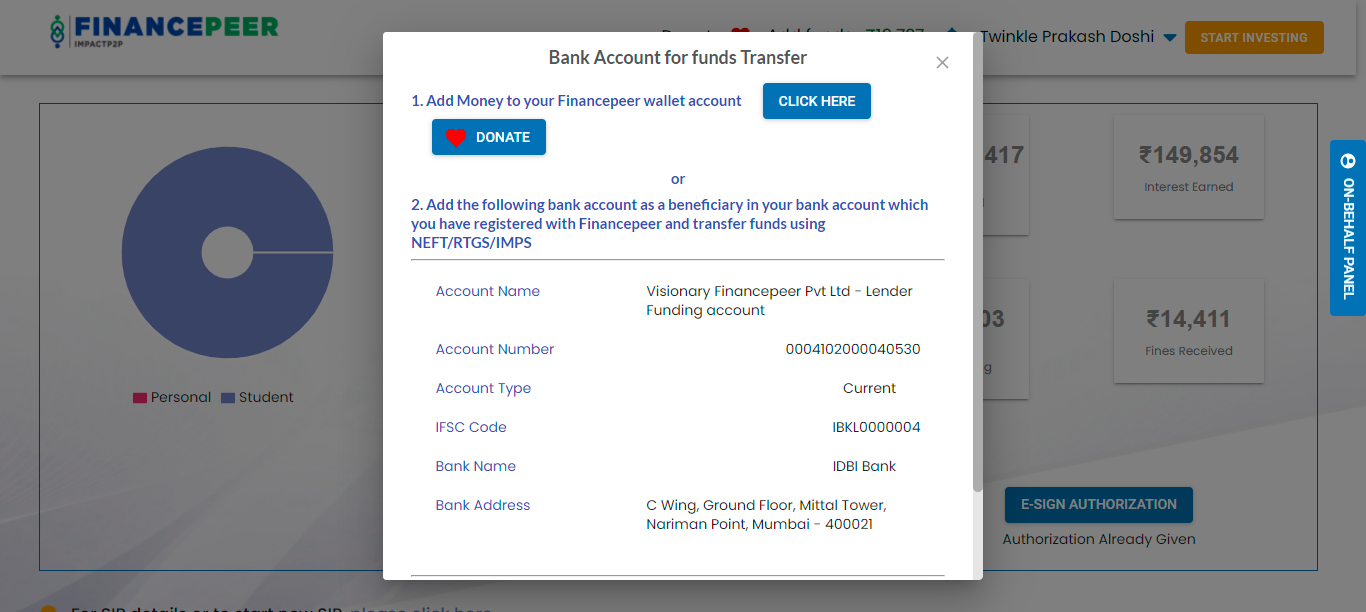 FINANCEPEER
IMPACTP2P
Twinkle Prakash Doshi
START INVESTING
Bank Account for funds Transfer
1. Add Money to your Financepeer wallet account
CLICK HERE
DONATE
or
2. Add the following bank account as a beneficiary in your bank account which
you have registered with Financepeer and transfer funds using
NEFT/RTGS/IMPS
Account Name
Visionary Financepeer Pvt Ltd - Lender
Funding account
Account Number
0004102000040530
Account Type
Current
IFSC Code
IBKL0000004
Bank Name
IDBI Bank
Bank Address
C Wing, Ground Floor, Mittal Tower,
Nariman Point, Mumbai - 400021
Personal
Student
417
₹149,854
Interest Earned
03
g
₹14,411
Fines Received
ON-BEHALF PANEL
E-SIGN AUTHORIZATION
Authorization Already Given
For SIP details or to start new SIP, please click here